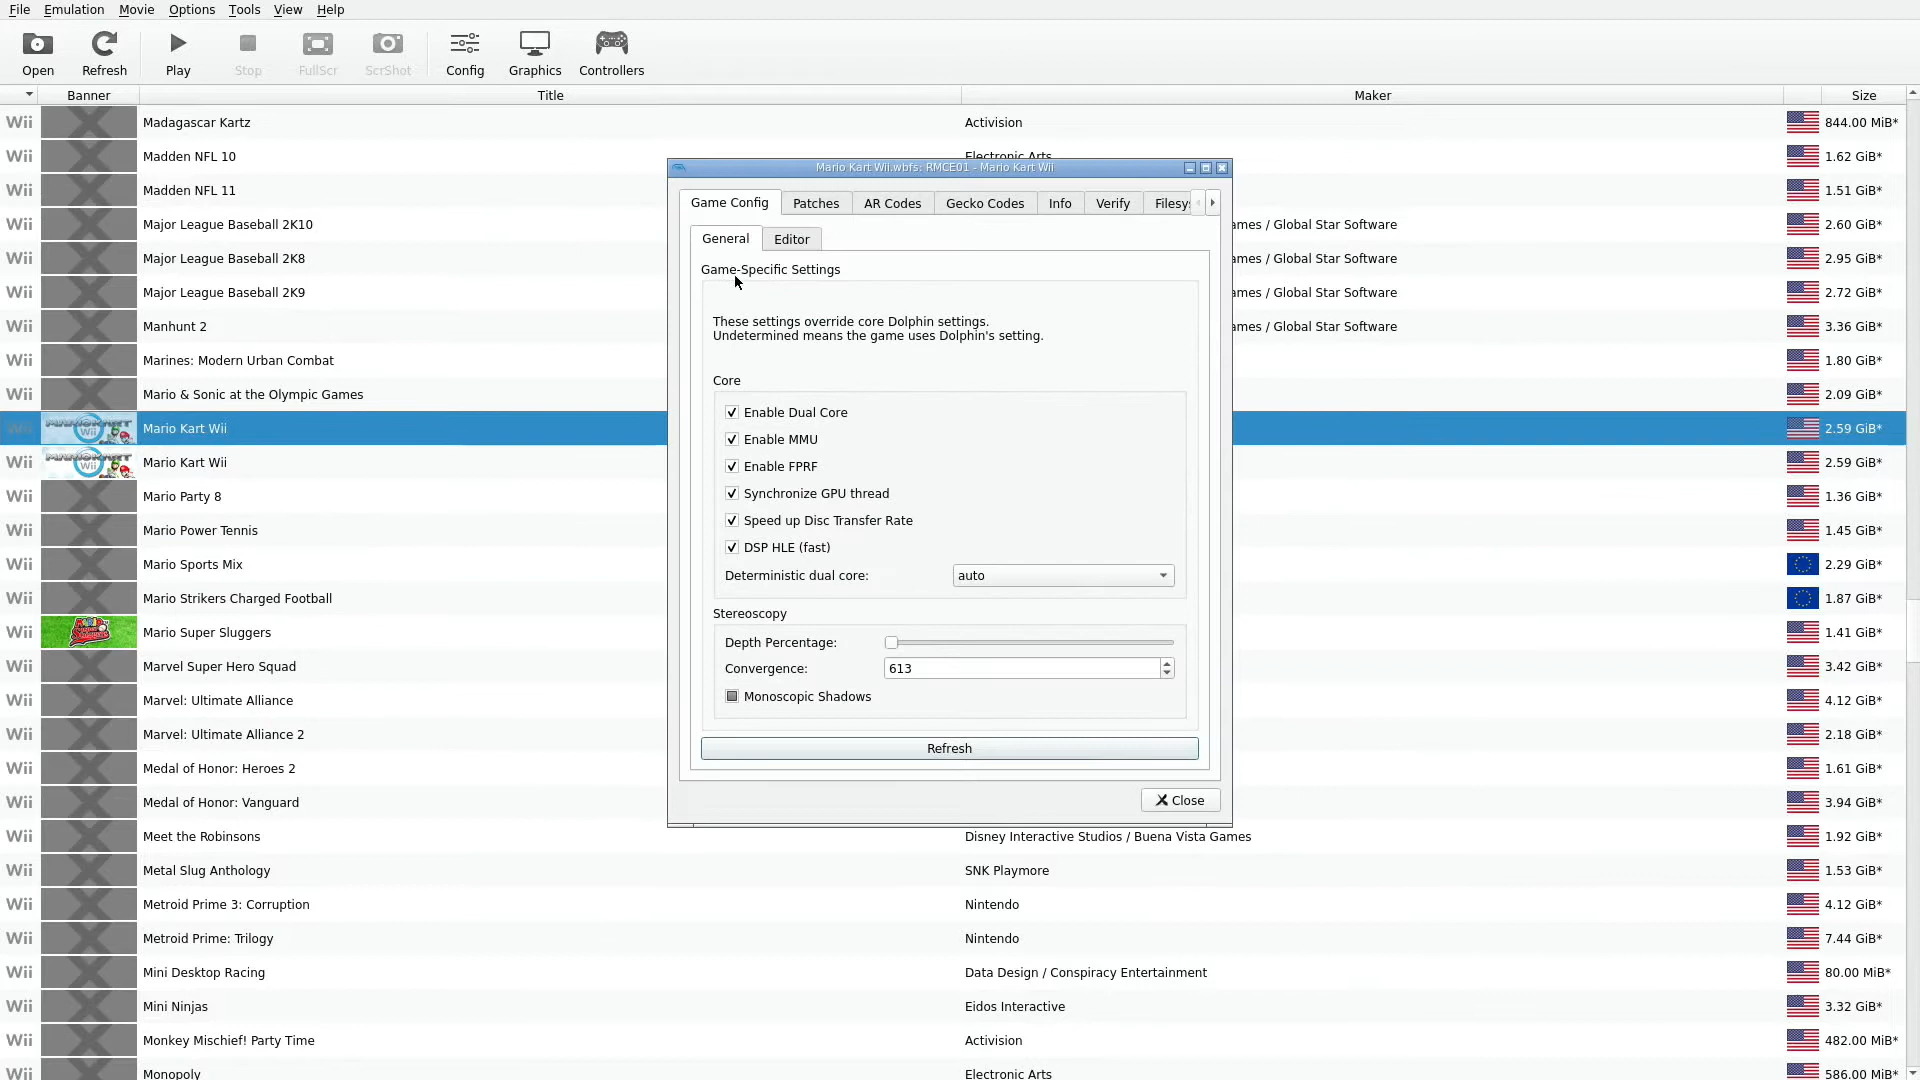 File Emulation Movie Options Tools View Help
Open Refresh Play Stop FullScr ScrShot Config Graphics Controllers
Banner Title Maker Size
Wii Madagascar Kartz Activision 844.00 MiB*
Wii Madden NFL 10 Electronic Arts 1.62 GiB*
Wii Madden NFL 11 1.51 GiB*
Wii Major League Baseball 2K10 ames / Global Star Software 2.60 GiB*
Wii Major League Baseball 2K8 ames / Global Star Software 2.95 GiB*
Wii Major League Baseball 2K9 ames / Global Star Software 2.72 GiB*
Wii Manhunt 2 ames / Global Star Software 3.36 GiB*
Wii Marines: Modern Urban Combat 1.80 GiB*
Wii Mario & Sonic at the Olympic Games 2.09 GiB*
Wii MARIOKART Wii Mario Kart Wii 2.59 GiB*
Wii MARIOKART Wii Mario Kart Wii 2.59 GiB*
Wii Mario Party 8 1.36 GiB*
Wii Mario Power Tennis 1.45 GiB*
Wii Mario Sports Mix 2.29 GiB*
Wii Mario Strikers Charged Football 1.87 GiB*
Wii Mario Super Sluggers 1.41 GiB*
Wii Marvel Super Hero Squad 3.42 GiB*
Wii Marvel: Ultimate Alliance 4.12 GiB*
Wii Marvel: Ultimate Alliance 2 2.18 GiB*
Wii Medal of Honor: Heroes 2 1.61 GiB*
Wii Medal of Honor: Vanguard 3.94 GiB*
Wii Meet the Robinsons Disney Interactive Studios / Buena Vista Games 1.92 GiB*
Wii Metal Slug Anthology SNK Playmore 1.53 GiB*
Wii Metroid Prime 3: Corruption Nintendo 4.12 GiB*
Wii Metroid Prime: Trilogy Nintendo 7.44 GiB*
Wii Mini Desktop Racing Data Design / Conspiracy Entertainment 80.00 MiB*
Wii Mini Ninjas Eidos Interactive 3.32 GiB*
Wii Monkey Mischief! Party Time Activision 482.00 MiB*
Monopoly Electronic Arts 586.00 MiB*
Mario Kart Wii.wbfs: RMCE01 - Mario Kart Wii
Game Config Patches AR Codes Gecko Codes Info Verify Filesy
General Editor
Game-Specific Settings
These settings override core Dolphin settings.
Undetermined means the game uses Dolphin's setting.
Core
Enable Dual Core
Enable MMU
Enable FPRF
Synchronize GPU thread
Speed up Disc Transfer Rate
DSP HLE (fast)
Deterministic dual core: auto
Stereoscopy
Depth Percentage:
Convergence: 613
Monoscopic Shadows
Refresh
Close